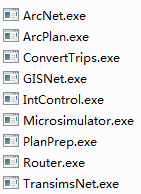 ArcNet.exe
ArcPlan.exe
ConvertTrips.exe
GISNet.exe
IntControl.exe
Microsimulator.exe
PlanPrep.exe
Router.exe
TransimsNet.exe